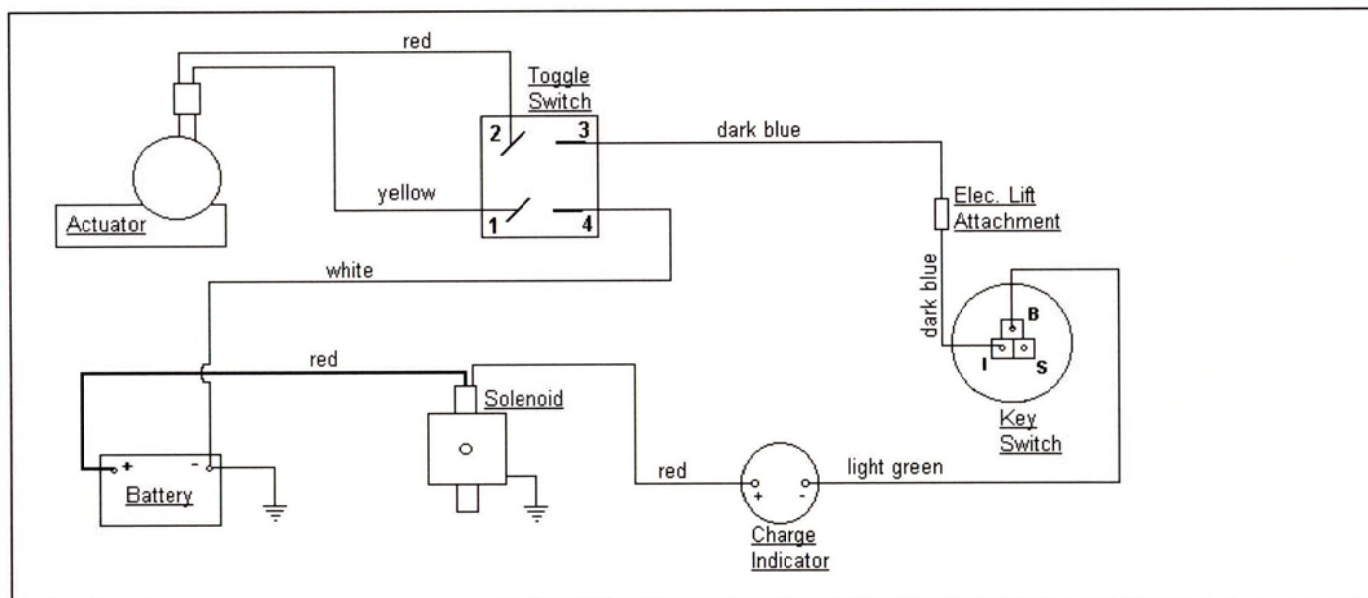 red
Toggle
Switch
2
3
dark blue
yellow
1
4
Actuator
Elec. Lift
Attachment
white
dark blue
B
I
S
red
Solenoid
Key
Switch
+ -
Battery
red
light green
+ -
Charge
Indicator